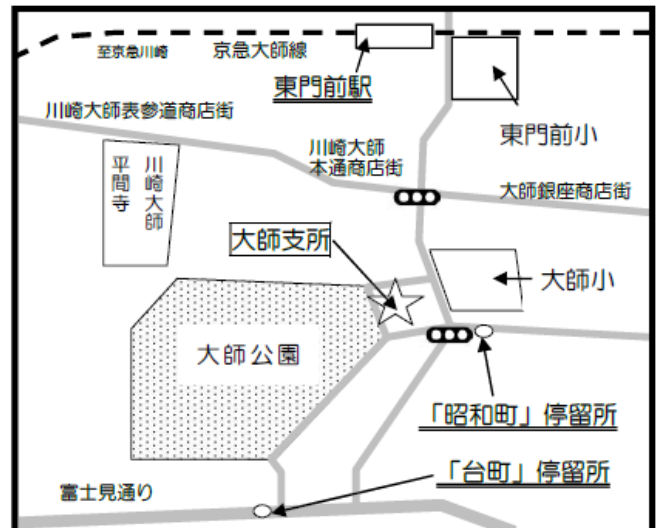 至京急川崎
京急大師線
東門前駅
川崎大師表参道商店街
東門前小
川崎大師
本通商店街
川崎大師
平間寺
大師銀座商店街
大師支所
大師小
大師公園
「昭和町」停留所
「台町」停留所
富士見通り